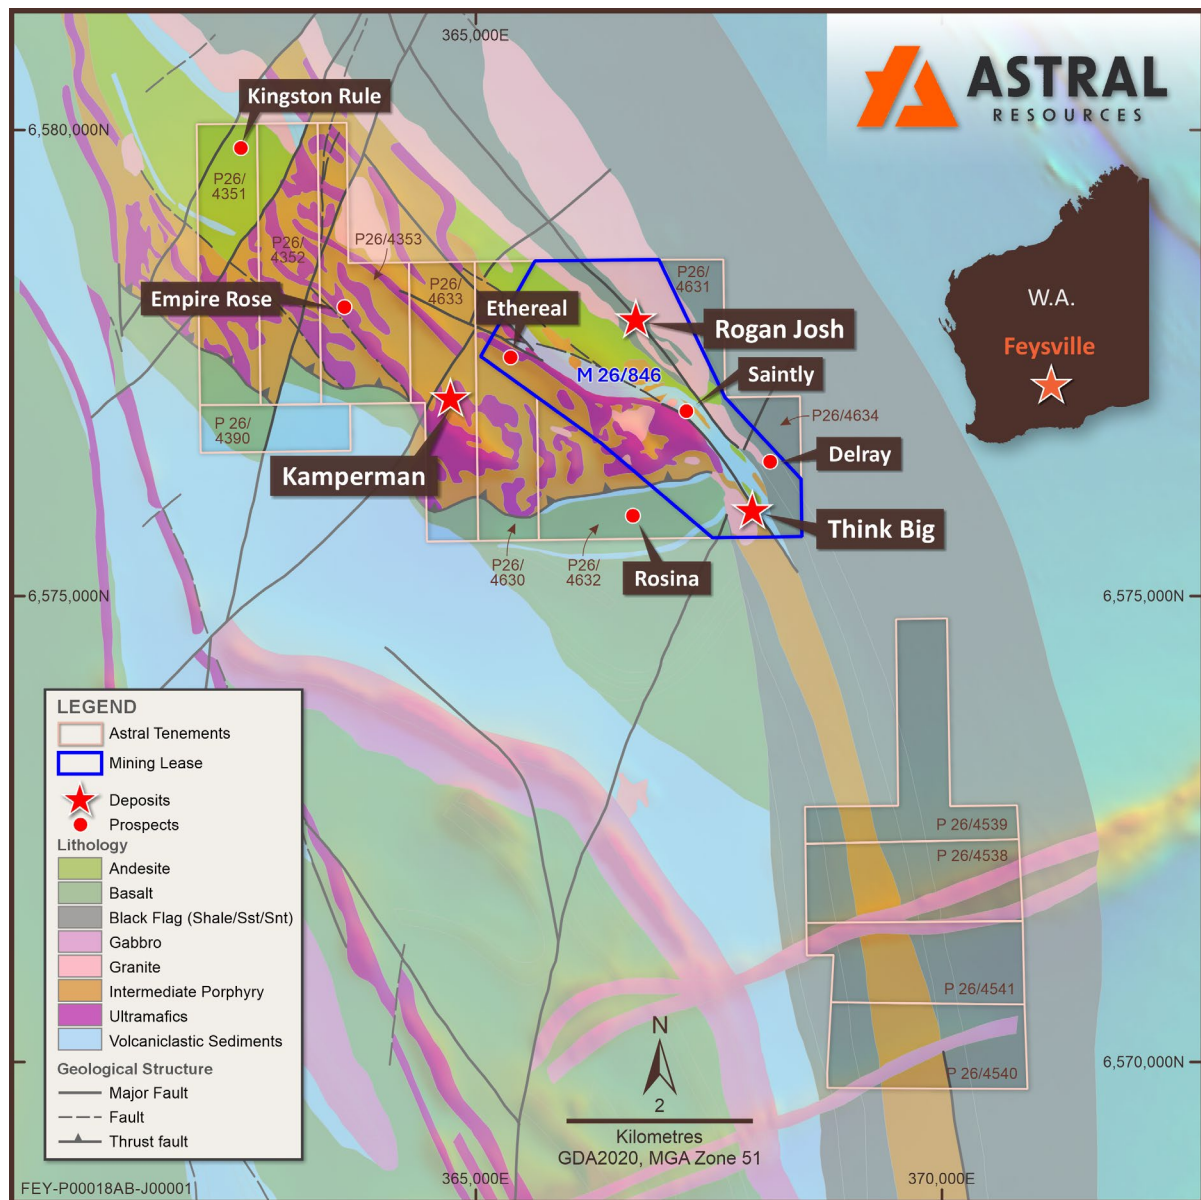 365,000E
ASTRAL
RESOURCES
Kingston Rule
6,580,000N
P26/
4351
P26/
4352
P26/4353
P26/
4633
P26/
4631
W.A.
Feysville
Empire Rose
Ethereal
Rogan Josh
M 26/846
Saintly
P26/4634
P 26/
4390
Kamperman
Delray
Think Big
P26/
4630
P26/
4632
Rosina
6,575,000N
6,575,000N
LEGEND
Astral Tenements
Mining Lease
Deposits
Prospects
Lithology
Andesite
Basalt
Black Flag (Shale/Sst/Snt)
Gabbro
Granite
Intermediate Porphyry
Ultramafics
Volcaniclastic Sediments
Geological Structure
Major Fault
Fault
Thrust fault
P 26/4539
P 26/4538
P 26/4541
P 26/4540
6,570,000N
N
2
Kilometres
GDA2020, MGA Zone 51
365,000E
370,000E
FEY-P00018AB-J00001